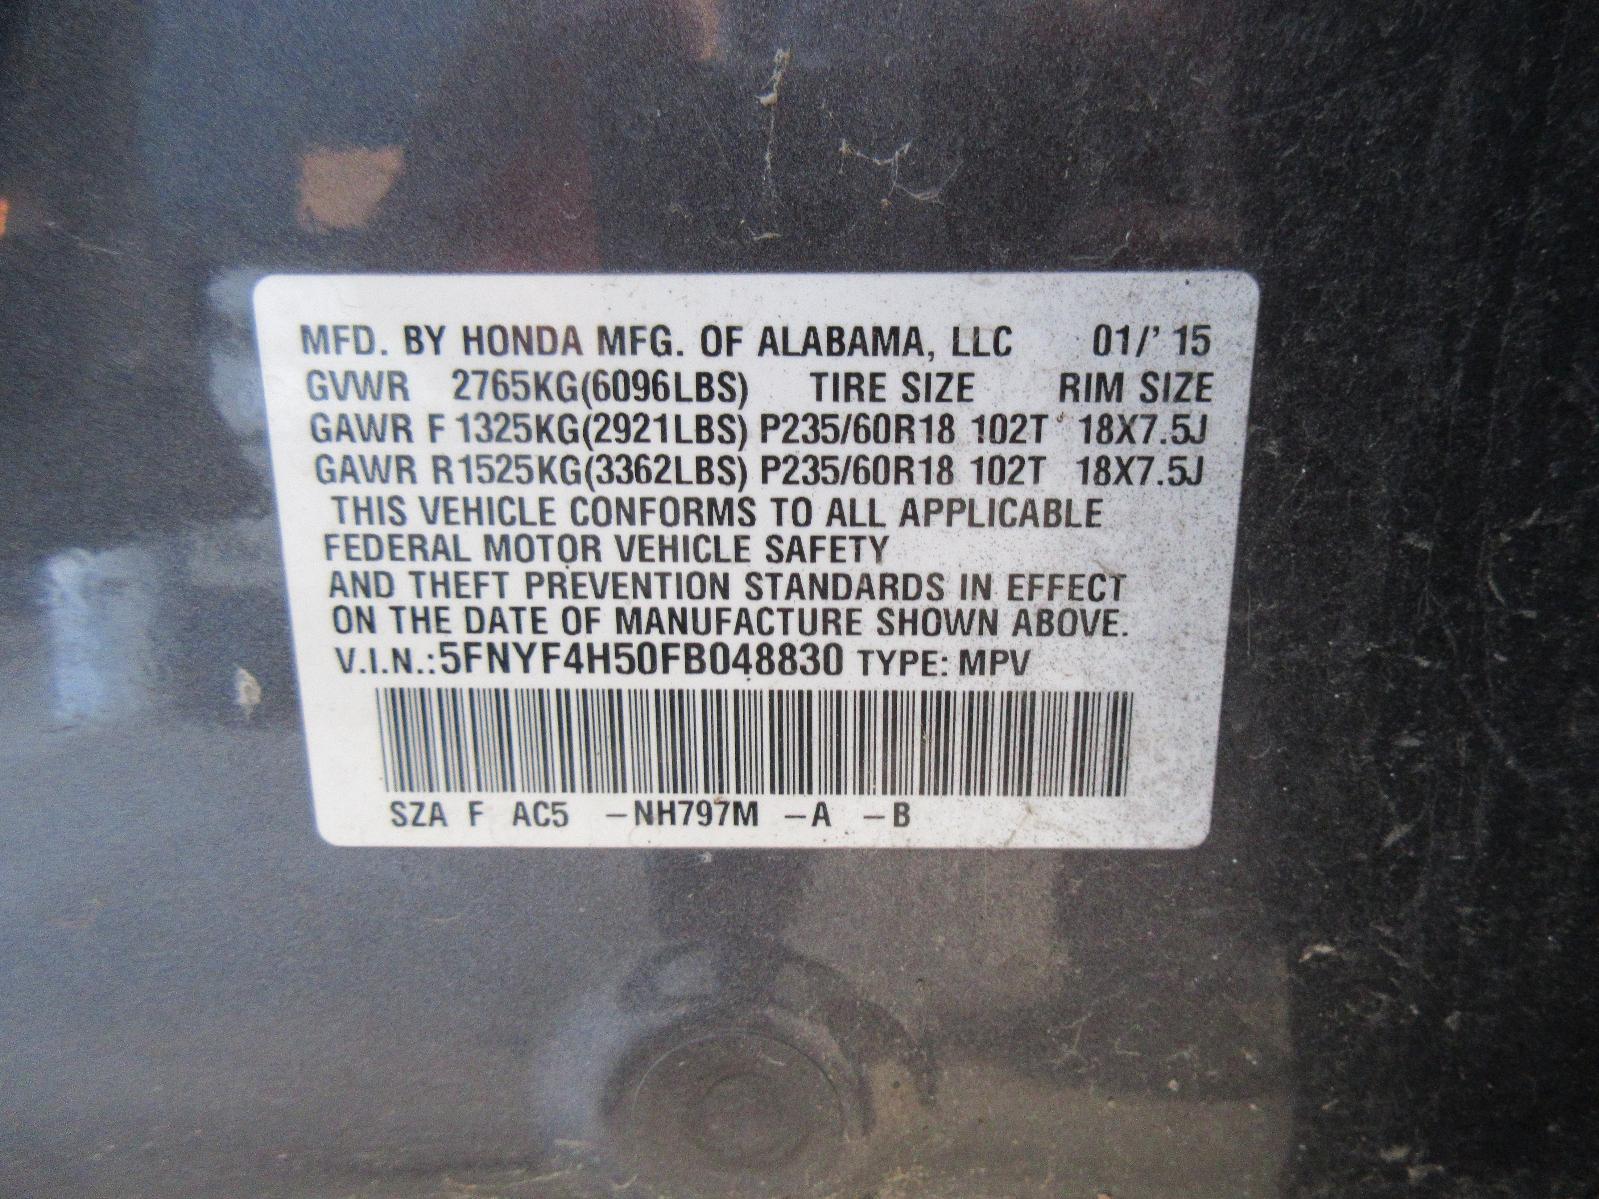 MFD. BY HONDA MFG. OF ALABAMA, LLC 01/' 15
GVWR 2765KG(6096LBS) TIRE SIZE RIM SIZE
GAWR F 1325KG(2921LBS) P235/60R18 102T 18X7.5J
GAWR R1525KG(3362LBS) P235/60R18 102T 18X7.5J
THIS VEHICLE CONFORMS TO ALL APPLICABLE
FEDERAL MOTOR VEHICLE SAFETY
AND THEFT PREVENTION STANDARDS IN EFFECT
ON THE DATE OF MANUFACTURE SHOWN ABOVE.
V.I.N.:5FNYF4H50FB048830 TYPE: MPV
SZA F AC5 -NH797M -A -B